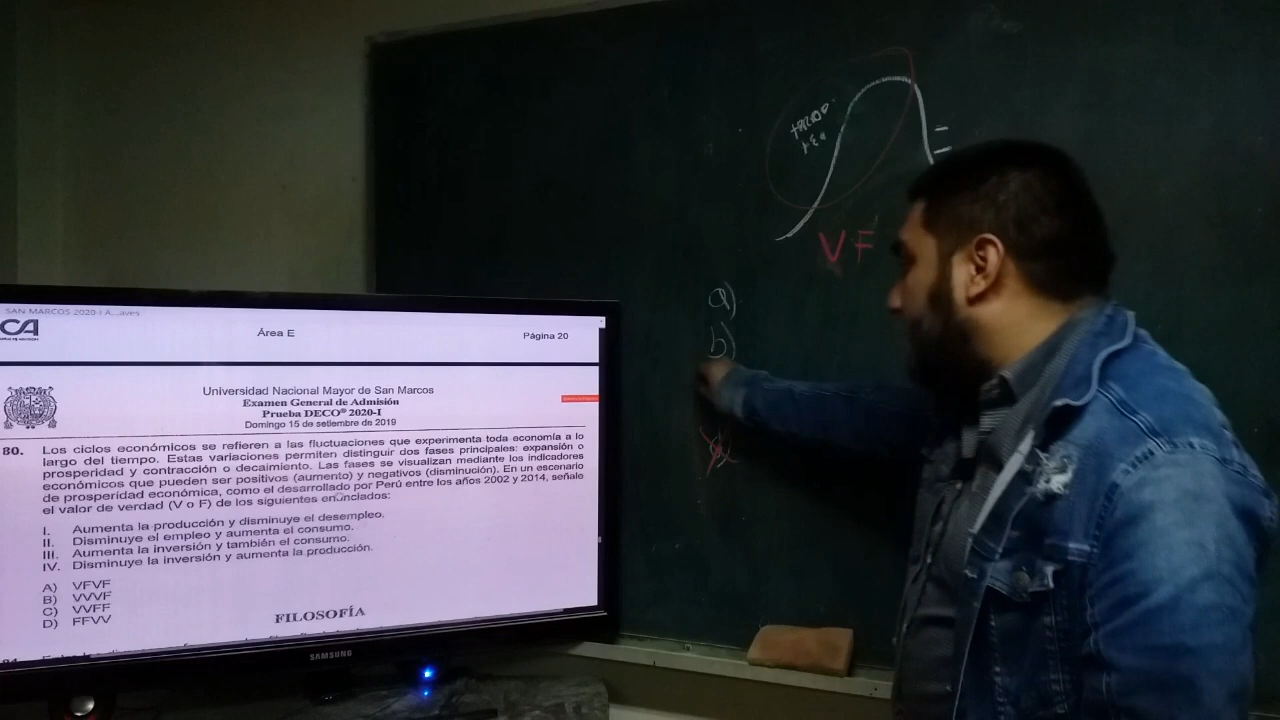 SAN MARCOS 2020-I A...aves
CA
Área E
Página 20
Universidad Nacional Mayor de San Marcos
Examen General de Admisión
Prueba DECO® 2020-I
Domingo 15 de setiembre de 2019
80. Los ciclos económicos se refieren a las fluctuaciones que experimenta toda economía a lo
largo del tiempo. Estas variaciones permiten distinguir dos fases principales: expansión o
prosperidad y contracción o decaimiento. Las fases se visualizan mediante los indicadores
económicos que pueden ser positivos (aumento) y negativos (disminución). En un escenario
de prosperidad económica, como el desarrollado por Perú entre los años 2002 y 2014, señale
el valor de verdad (V o F) de los siguientes enunciados:
I. Aumenta la producción y disminuye el desempleo.
II. Disminuye el empleo y aumenta el consumo.
III. Aumenta la inversión y también el consumo.
IV. Disminuye la inversión y aumenta la producción.
A) VFVF
B) VVVF
C) VVFF
D) FFVV
FILOSOFÍA
SAMSUNG
V F
a)
b)